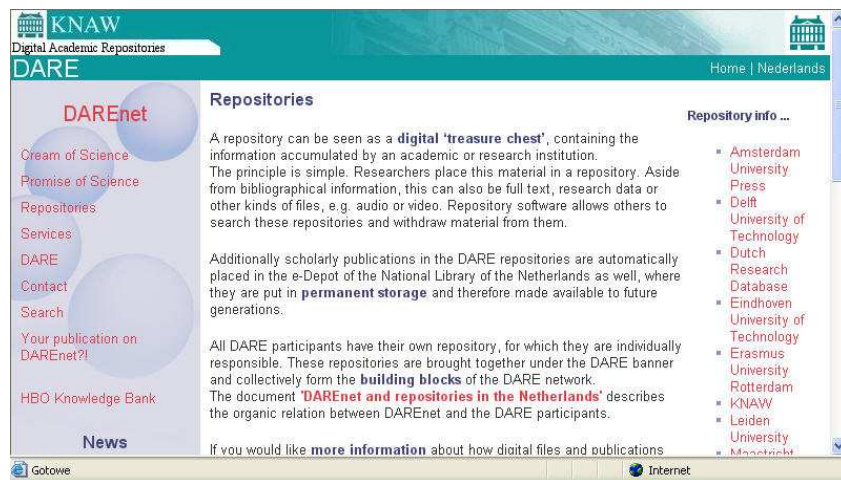 KNAW
Digital Academic Repositories
DARE
Home | Nederlands
DAREnet
Cream of Science
Promise of Science
Repositories
Services
DARE
Contact
Search
Your publication on
DAREnet?!
HBO Knowledge Bank
News
Repositories
A repository can be seen as a digital ‘treasure chest’, containing the
information accumulated by an academic or research institution.
The principle is simple. Researchers place this material in a repository. Aside
from bibliographical information, this can also be full text, research data or
other kinds of files, e.g. audio or video. Repository software allows others to
search these repositories and withdraw material from them.
Additionally scholarly publications in the DARE repositories are automatically
placed in the e-Depot of the National Library of the Netherlands as well, where
they are put in permanent storage and therefore made available to future
generations.
All DARE participants have their own repository, for which they are individually
responsible. These repositories are brought together under the DARE banner
and collectively form the building blocks of the DARE network.
The document 'DAREnet and repositories in the Netherlands' describes
the organic relation between DAREnet and the DARE participants.
If you would like more information about how digital files and publications
Repository info ...
Amsterdam
University
Press
Delft
University of
Technology
Dutch
Research
Database
Eindhoven
University of
Technology
Erasmus
University
Rotterdam
KNAW
Leiden
University
Maastricht
Gotowe
Internet